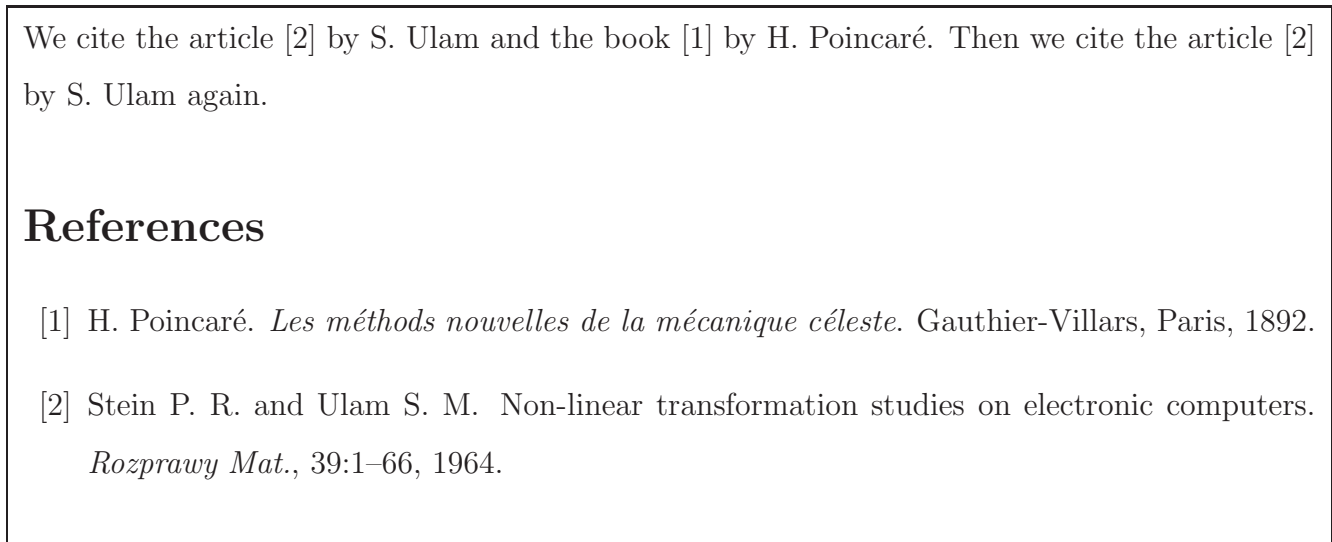 We cite the article [2] by S. Ulam and the book [1] by H. Poincaré. Then we cite the article [2]
by S. Ulam again.
References
[1] H. Poincaré. Les méthods nouvelles de la mécanique céleste. Gauthier-Villars, Paris, 1892.
[2] Stein P. R. and Ulam S. M. Non-linear transformation studies on electronic computers.
Rozprawy Mat., 39:1–66, 1964.